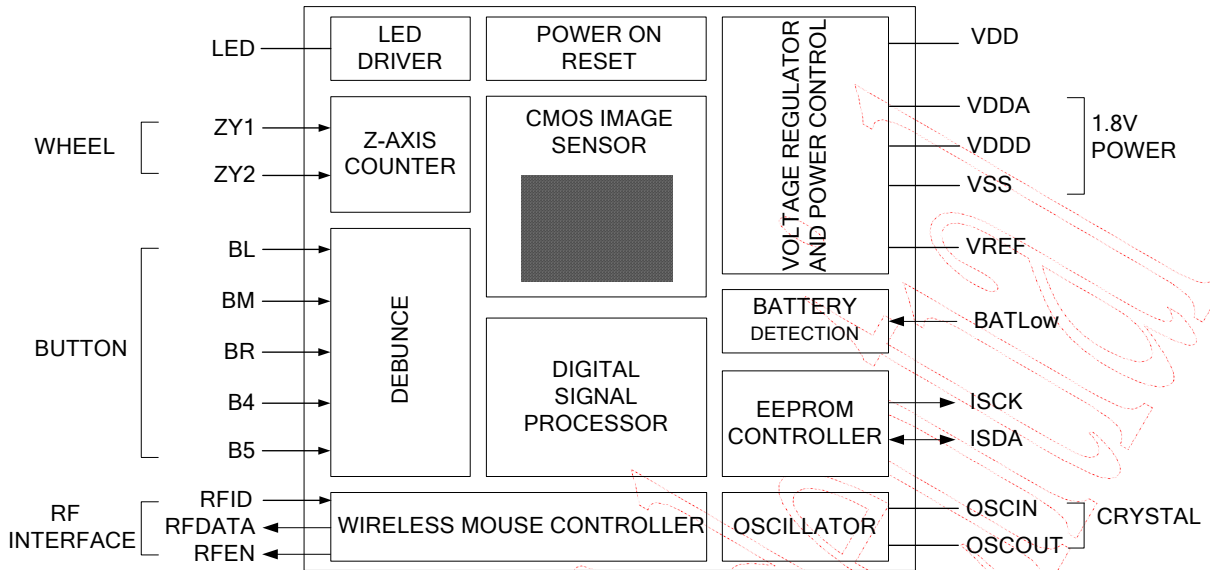 LED
LED
DRIVER
POWER ON
RESET
VOLTAGE REGULATOR
AND POWER CONTROL
VDD
WHEEL
ZY1
ZY2
Z-AXIS
COUNTER
CMOS IMAGE
SENSOR
VDDA
VDDD
VSS
1.8V
POWER
VREF
BUTTON
BL
BM
BR
B4
B5
DEBUNCE
DIGITAL
SIGNAL
PROCESSOR
BATTERY
DETECTION
BATLow
EEPROM
CONTROLLER
ISCK
ISDA
RF
INTERFACE
RFID
RFDATA
RFEN
WIRELESS MOUSE CONTROLLER
OSCILLATOR
OSCIN
OSCOUT
CRYSTAL